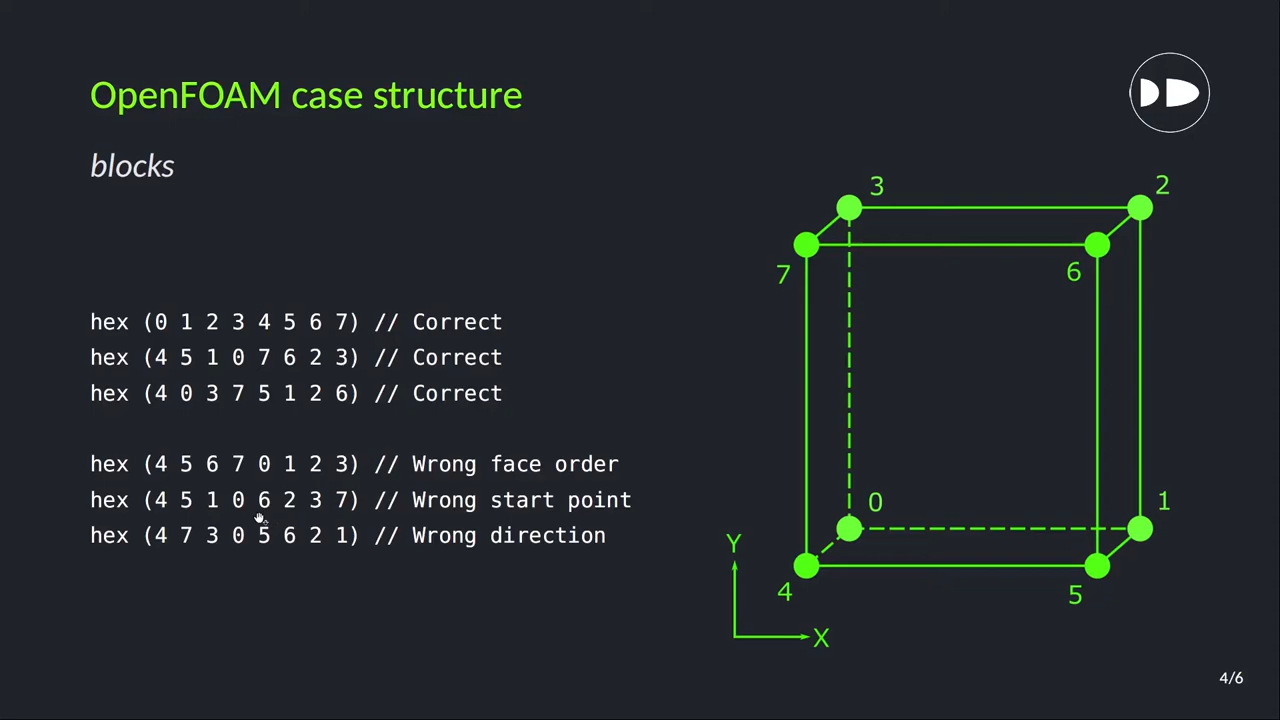 OpenFOAM case structure
blocks
hex (0 1 2 3 4 5 6 7) // Correct
hex (4 5 1 0 7 6 2 3) // Correct
hex (4 0 3 7 5 1 2 6) // Correct
hex (4 5 6 7 0 1 2 3) // Wrong face order
hex (4 5 1 0 6 2 3 7) // Wrong start point
hex (4 7 3 0 5 6 2 1) // Wrong direction
3
2
7
6
0
1
Y
4
5
X
4/6